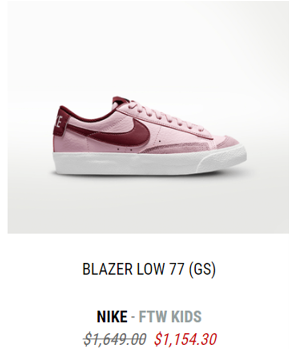 BLAZER LOW 77 (GS)
NIKE - FTW KIDS
$1,649.00 $1,154.30